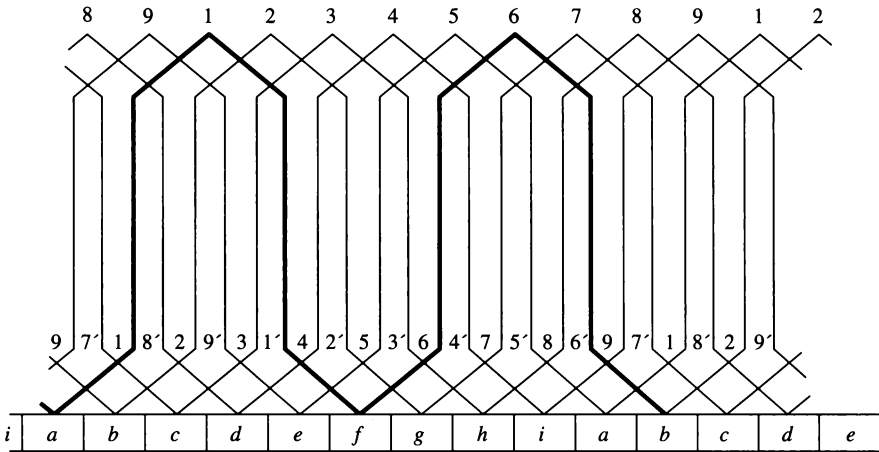 8 9 1 2 3 4 5 6 7 8 9 1 2
9 7′ 1 8′ 2 9′ 3 1′ 4 2′ 5 3′ 6 4′ 7 5′ 8 6′ 9 7′ 1 8′ 2 9′
i a b c d e f g h i a b c d e